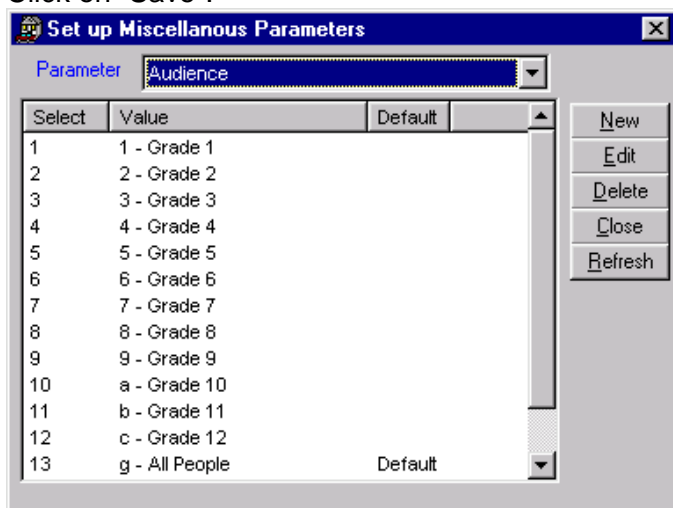 Click on "Save".
Set up Miscellanous Parameters
Parameter Audience
Select Value Default
1 1 - Grade 1
2 2 - Grade 2
3 3 - Grade 3
4 4 - Grade 4
5 5 - Grade 5
6 6 - Grade 6
7 7 - Grade 7
8 8 - Grade 8
9 9 - Grade 9
10 a - Grade 10
11 b - Grade 11
12 c - Grade 12
13 g - All People Default
New
Edit
Delete
Close
Refresh